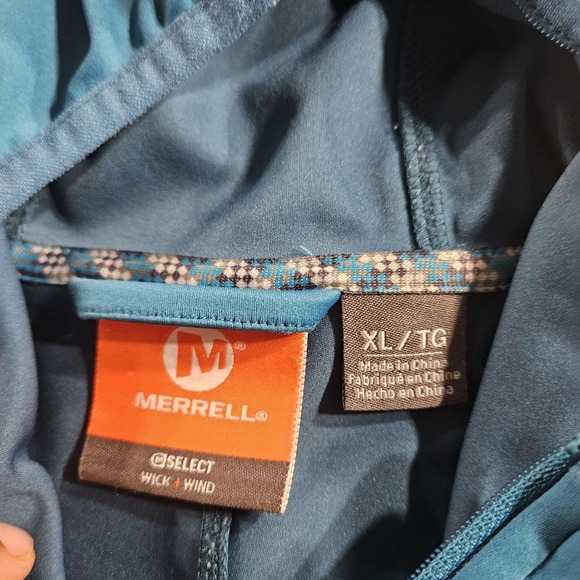 M®
MERRELL®
M SELECT
WICK + WIND
XL / TG
Made in China
Fabriqué en Chine
Hecho en China